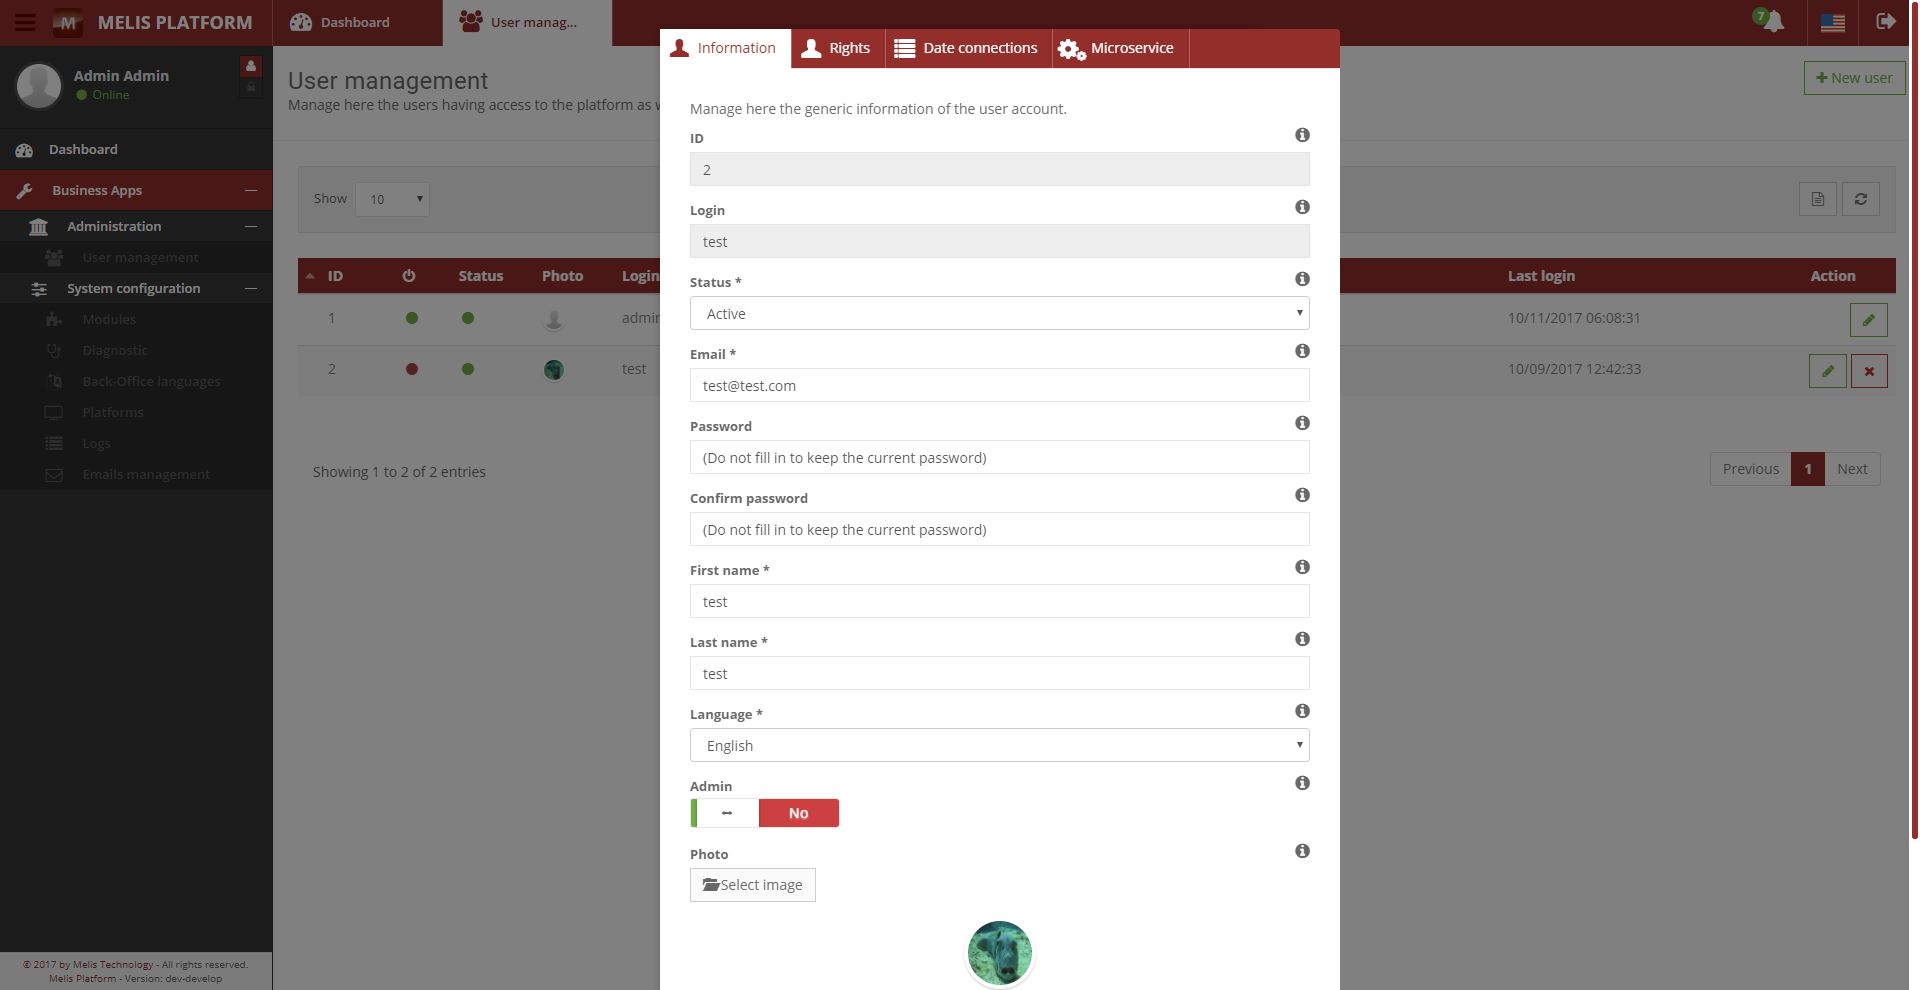 MELIS PLATFORM
Dashboard
User manag...
7
Admin Admin
Online
Dashboard
Business Apps
Administration
User management
System configuration
Modules
Diagnostic
Back-Office languages
Platforms
Logs
Emails management
© 2017 by Melis Technology - All rights reserved.
Melis Platform - Version: dev-develop
User management
Manage here the users having access to the platform as
New user
Show 10
ID Status Photo Login Last login Action
1 admin 10/11/2017 06:08:31
2 test 10/09/2017 12:42:33
Showing 1 to 2 of 2 entries
Previous 1 Next
Information Rights Date connections Microservice
Manage here the generic information of the user account.
ID
2
Login
test
Status *
Active
Email *
test@test.com
Password
(Do not fill in to keep the current password)
Confirm password
(Do not fill in to keep the current password)
First name *
test
Last name *
test
Language *
English
Admin
No
Photo
Select image